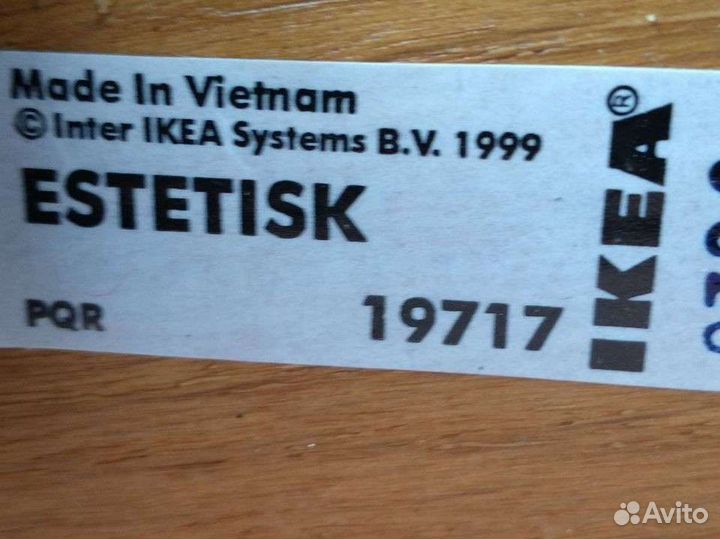 Made In Vietnam
© Inter IKEA Systems B.V. 1999
ESTETISK
PQR 19717
IKEA®
Avito